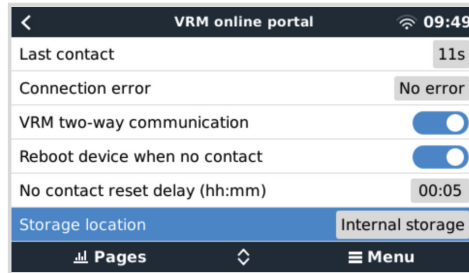 VRM online portal 09:49
Last contact 11s
Connection error No error
VRM two-way communication
Reboot device when no contact
No contact reset delay (hh:mm) 00:05
Storage location Internal storage
Pages Menu